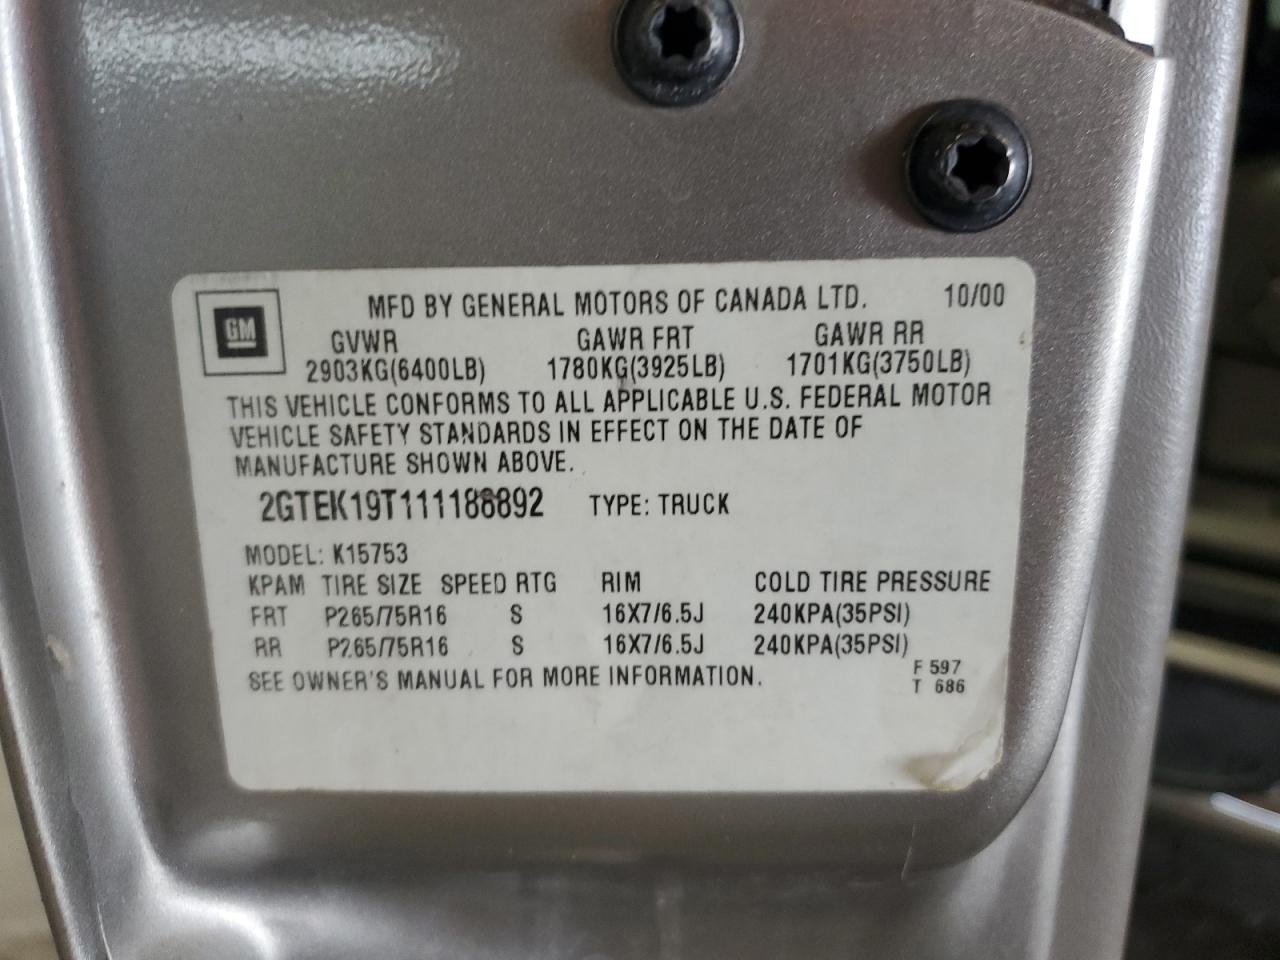 MFD BY GENERAL MOTORS OF CANADA LTD. 10/00
GM
GVWR GAWR FRT GAWR RR
2903KG(6400LB) 1780KG(3925LB) 1701KG(3750LB)
THIS VEHICLE CONFORMS TO ALL APPLICABLE U.S. FEDERAL MOTOR
VEHICLE SAFETY STANDARDS IN EFFECT ON THE DATE OF
MANUFACTURE SHOWN ABOVE.
2GTEK19T111188892 TYPE: TRUCK
MODEL: K15753
KPAM TIRE SIZE SPEED RTG RIM COLD TIRE PRESSURE
FRT P265/75R16 S 16X7/6.5J 240KPA(35PSI)
RR P265/75R16 S 16X7/6.5J 240KPA(35PSI)
SEE OWNER'S MANUAL FOR MORE INFORMATION.
F 597
T 686